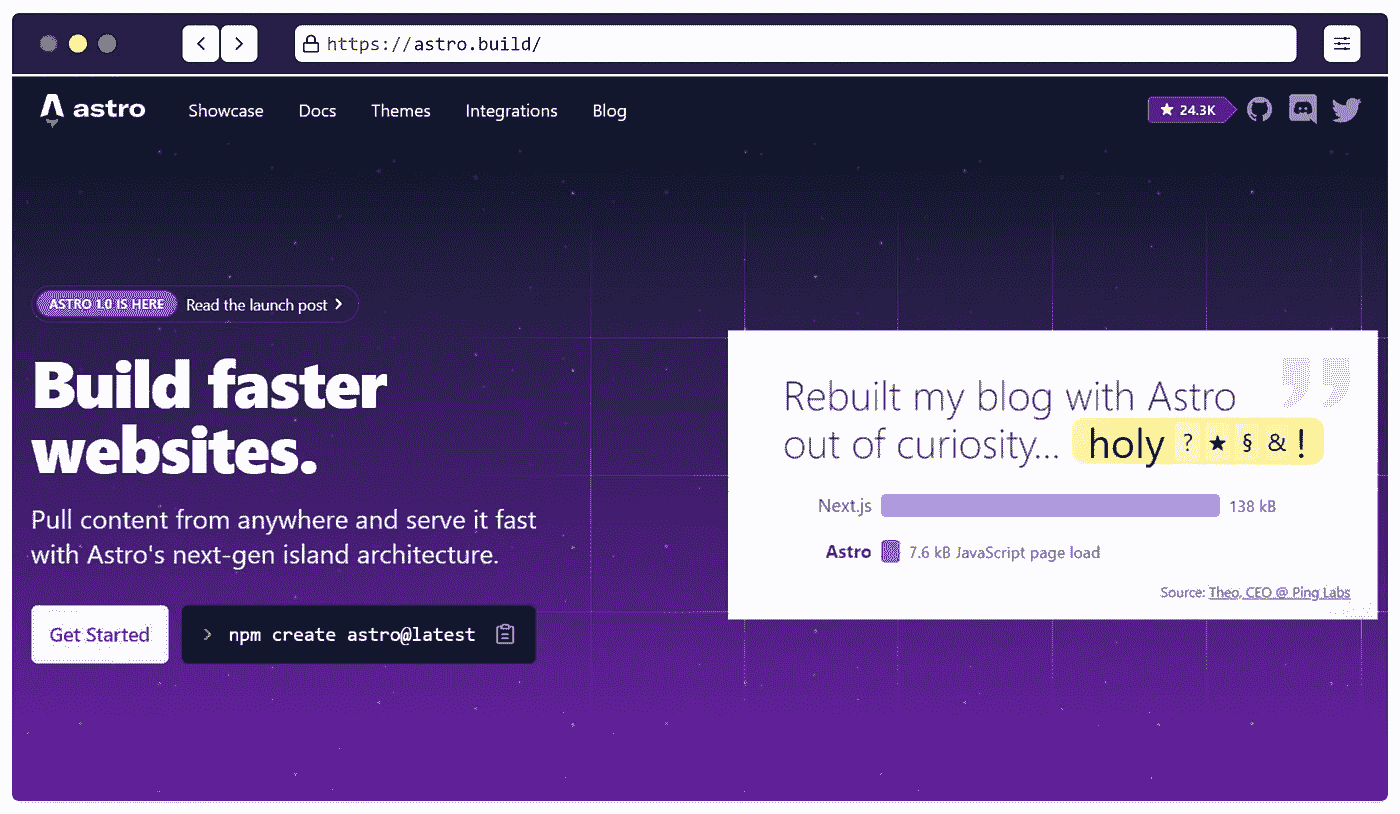 https://astro.build/
astro Showcase Docs Themes Integrations Blog ★ 24.3K
ASTRO 1.0 IS HERE Read the launch post
Build faster
websites.
Pull content from anywhere and serve it fast
with Astro's next-gen island architecture.
Get Started > npm create astro@latest
”
Rebuilt my blog with Astro
out of curiosity... holy ?★§&!
Next.js 138 kB
Astro 7.6 kB JavaScript page load
Source: Theo, CEO @ Ping Labs